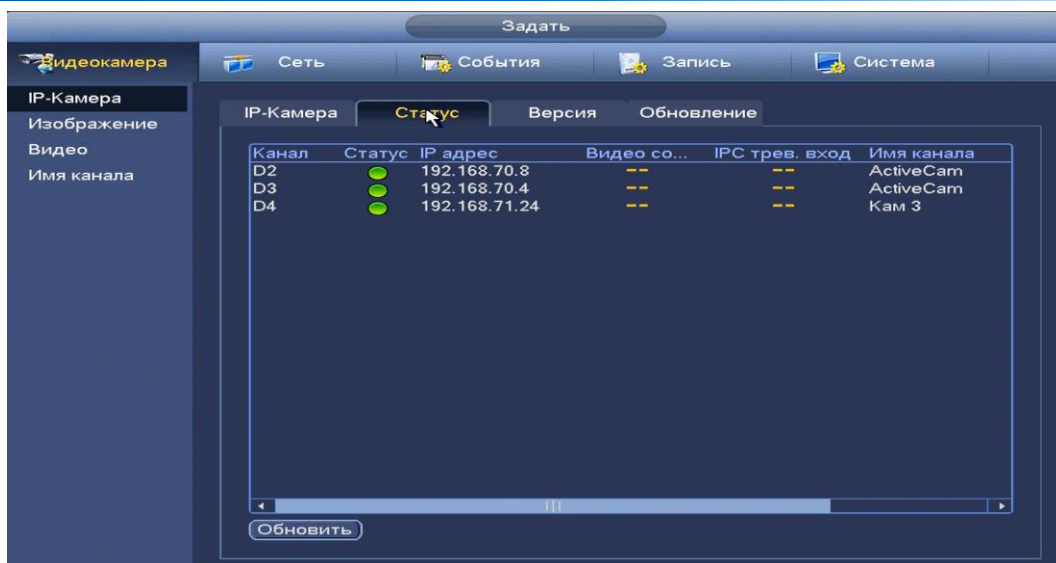 Задать
Видеокамера Сеть События Запись Система
IP-Камера
Изображение
Видео
Имя канала
IP-Камера Статус Версия Обновление
Канал Статус IP адрес Видео со... IPC трев. вход Имя канала
D2 192.168.70.8 -- -- ActiveCam
D3 192.168.70.4 -- -- ActiveCam
D4 192.168.71.24 -- -- Кам 3
Обновить